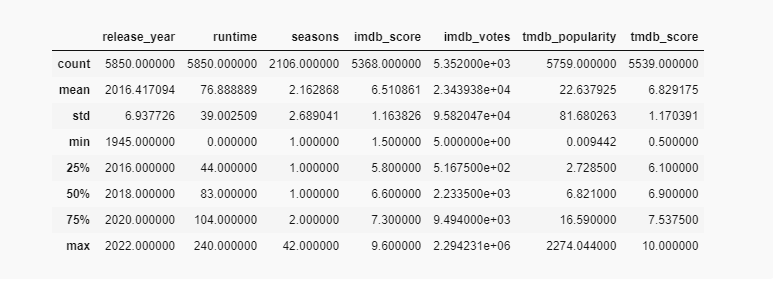 release_year runtime seasons imdb_score imdb_votes tmdb_popularity tmdb_score
count 5850.000000 5850.000000 2106.000000 5368.000000 5.352000e+03 5759.000000 5539.000000
mean 2016.417094 76.888889 2.162868 6.510861 2.343938e+04 22.637925 6.829175
std 6.937726 39.002509 2.689041 1.163826 9.582047e+04 81.680263 1.170391
min 1945.000000 0.000000 1.000000 1.500000 5.000000e+00 0.009442 0.500000
25% 2016.000000 44.000000 1.000000 5.800000 5.167500e+02 2.728500 6.100000
50% 2018.000000 83.000000 1.000000 6.600000 2.233500e+03 6.821000 6.900000
75% 2020.000000 104.000000 2.000000 7.300000 9.494000e+03 16.590000 7.537500
max 2022.000000 240.000000 42.000000 9.600000 2.294231e+06 2274.044000 10.000000